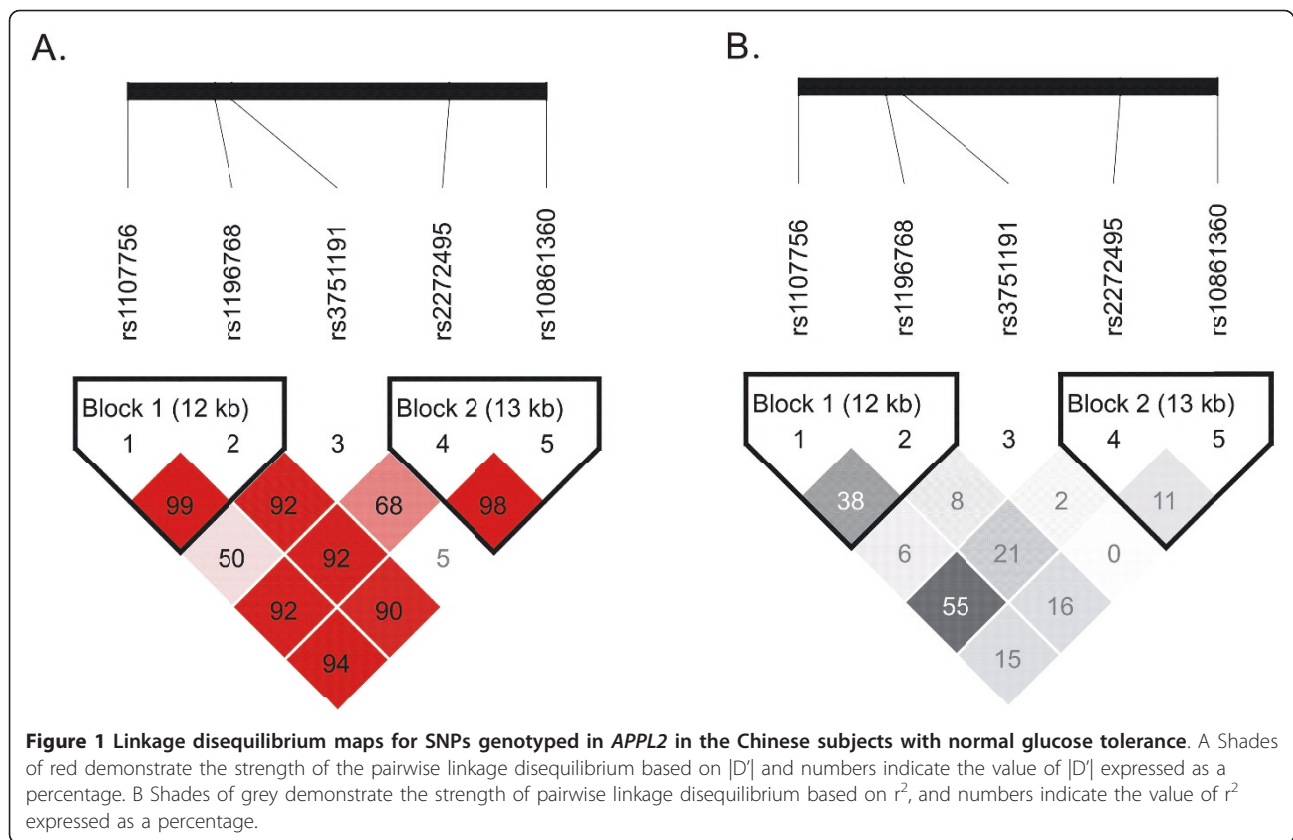 A.
B.
rs1107756
rs1196768
rs3751191
rs2272495
rs10861360
rs1107756
rs1196768
rs3751191
rs2272495
rs10861360
Block 1 (12 kb)
Block 2 (13 kb)
1 2 3 4 5
99 92 68 98
50 92 5
92 90
94
Block 1 (12 kb)
Block 2 (13 kb)
1 2 3 4 5
38 8 2 11
6 21 0
55 16
15
Figure 1 Linkage disequilibrium maps for SNPs genotyped in APPL2 in the Chinese subjects with normal glucose tolerance. A Shades
of red demonstrate the strength of the pairwise linkage disequilibrium based on |D'| and numbers indicate the value of |D'| expressed as a
percentage. B Shades of grey demonstrate the strength of pairwise linkage disequilibrium based on r², and numbers indicate the value of r²
expressed as a percentage.